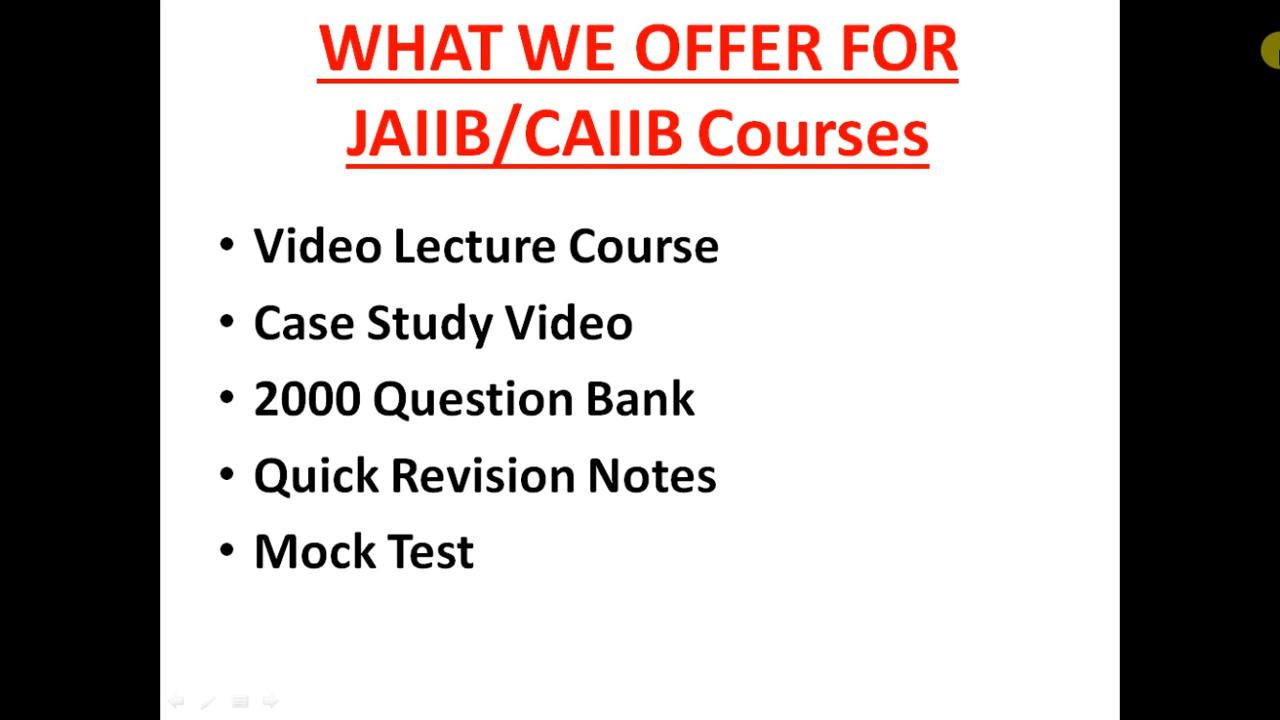 WHAT WE OFFER FOR
JAIIB/CAIIB Courses
• Video Lecture Course
• Case Study Video
• 2000 Question Bank
• Quick Revision Notes
• Mock Test